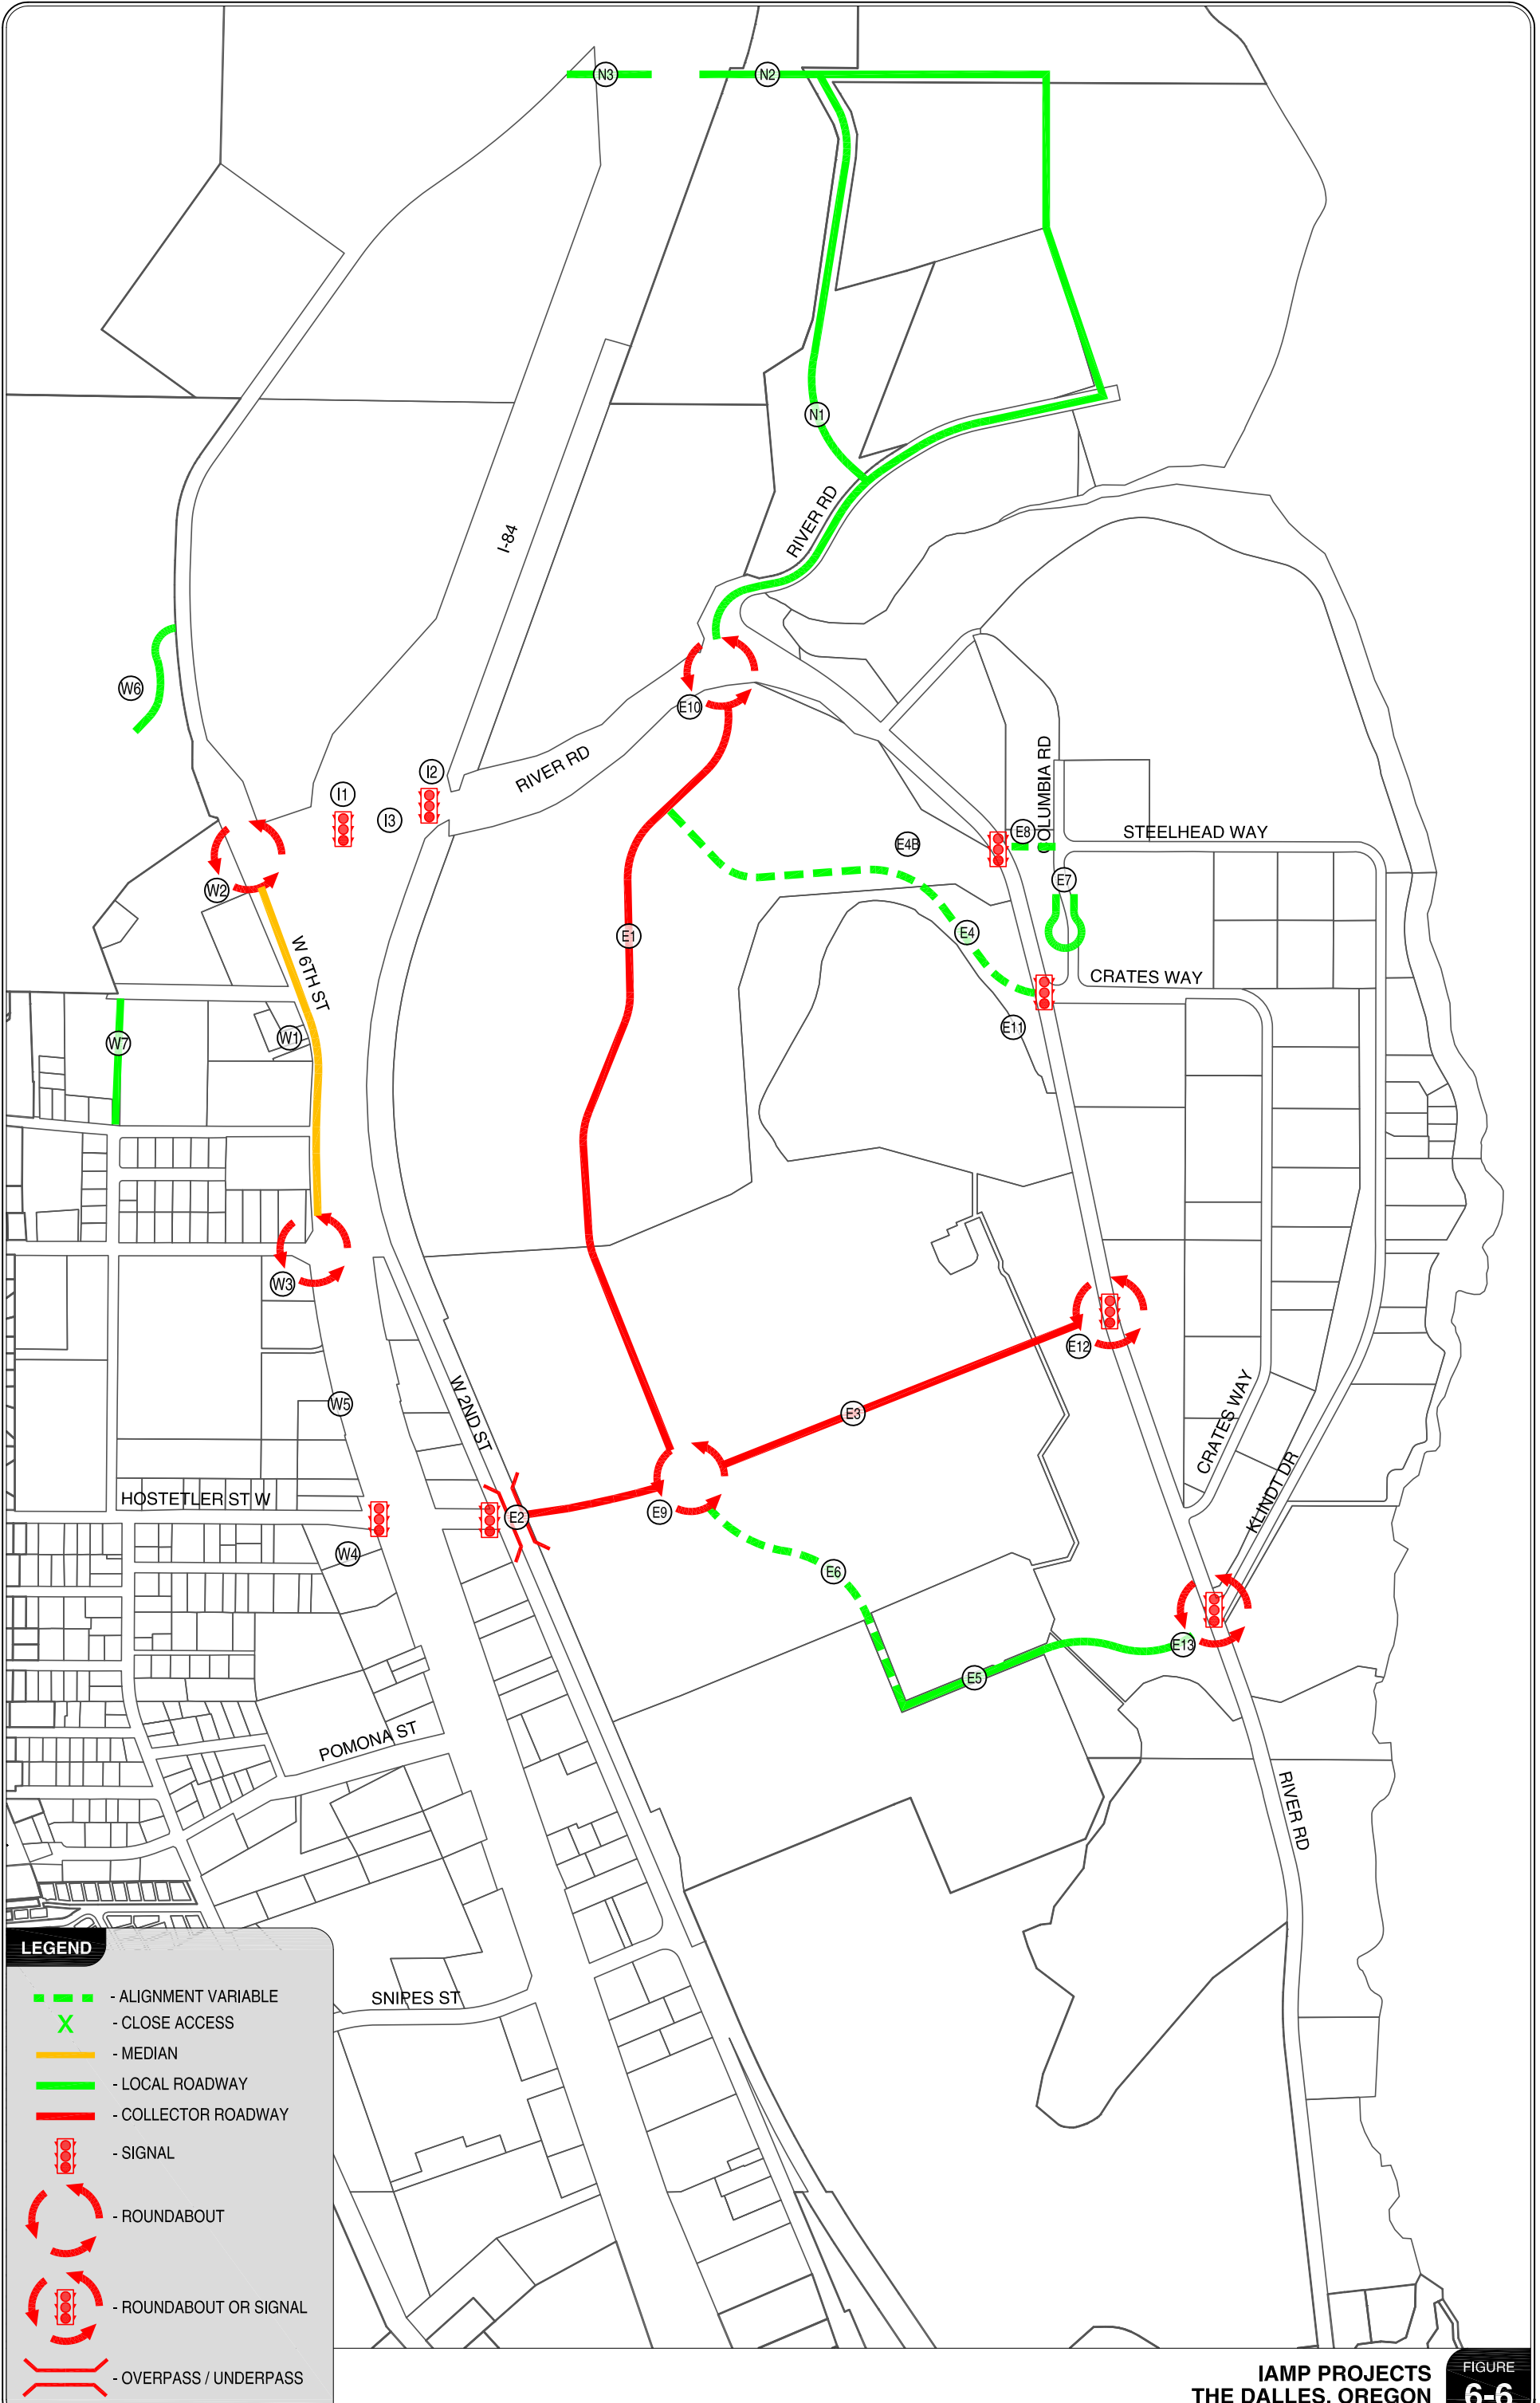 N3
N2
N1
RIVER RD
I-84
W6
E10
I2
I1
I3
RIVER RD
COLUMBIA RD
E8
STEELHEAD WAY
E4B
W2
E7
E1
E4
W 6TH ST
CRATES WAY
E11
W1
W7
W3
E12
W5
W 2ND ST
E3
CRATES WAY
HOSTETLER ST W
E2
E9
KLINDT DR
W4
E6
E13
E5
POMONA ST
RIVER RD
SNIPES ST
LEGEND
- ALIGNMENT VARIABLE
X - CLOSE ACCESS
- MEDIAN
- LOCAL ROADWAY
- COLLECTOR ROADWAY
- SIGNAL
- ROUNDABOUT
- ROUNDABOUT OR SIGNAL
- OVERPASS / UNDERPASS
IAMP PROJECTS
THE DALLES, OREGON
FIGURE
6-6